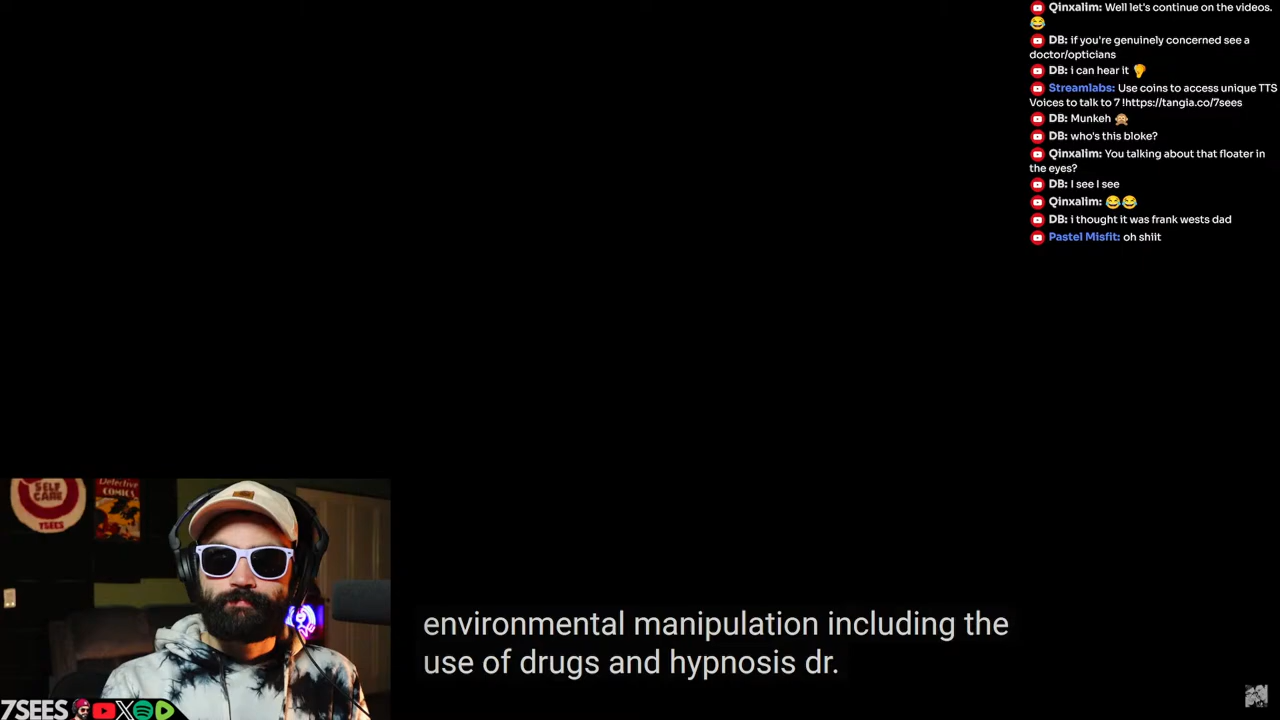 Qinxalim: Well let's continue on the videos.
😂
DB: if you're genuinely concerned see a
doctor/opticians
DB: i can hear it
Streamlabs: Use coins to access unique TTS
Voices to talk to 7 !https://tangia.co/7sees
DB: Munkeh 🙊
DB: who's this bloke?
Qinxalim: You talking about that floater in
the eyes?
DB: I see I see
Qinxalim: 😂😂
DB: i thought it was frank wests dad
Pastel Misfit: oh shiit
SELF
CARE
7SEES
Detective
COMICS
environmental manipulation including the
use of drugs and hypnosis dr.
7SEES